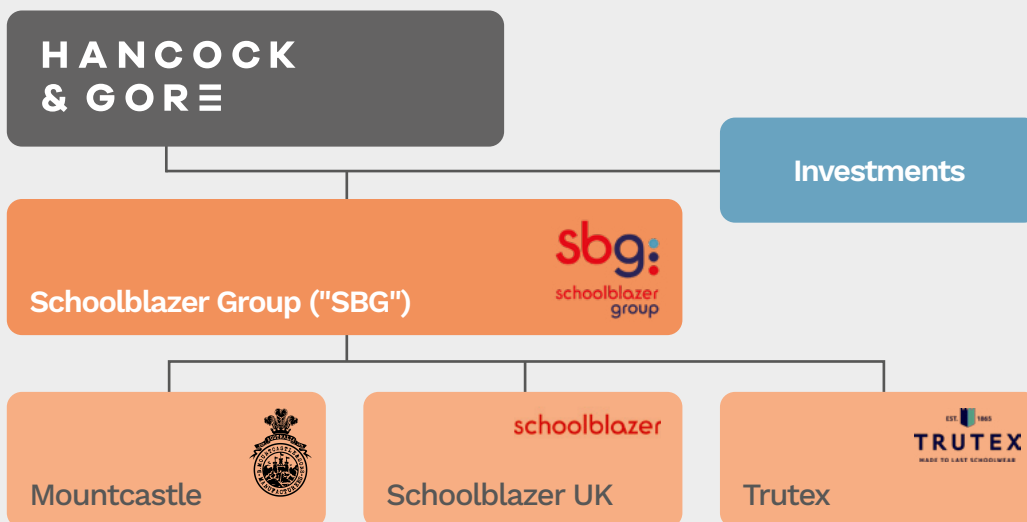 HANCOCK
& GORE
Investments
sbg:
schoolblazer
group
Schoolblazer Group ("SBG")
Mountcastle
schoolblazer
Schoolblazer UK
EST. 1865
TRUTEX
MADE TO LAST SCHOOLWEAR
Trutex